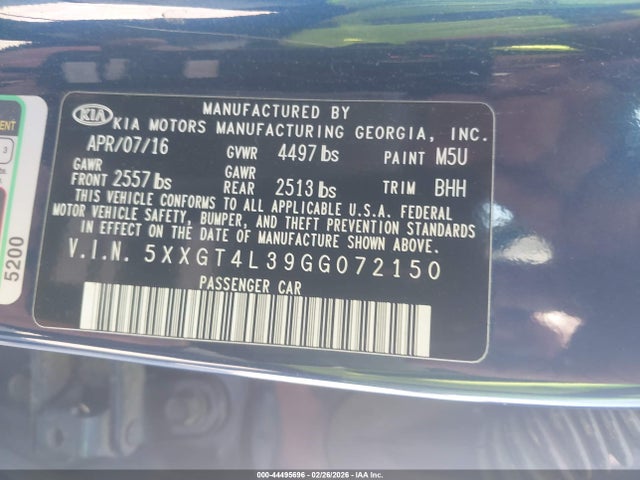 KIA
MANUFACTURED BY
KIA MOTORS MANUFACTURING GEORGIA, INC.
APR/07/16 GVWR 4497 lbs PAINT M5U
GAWR FRONT 2557 lbs GAWR REAR 2513 lbs TRIM BHH
THIS VEHICLE CONFORMS TO ALL APPLICABLE U.S.A. FEDERAL
MOTOR VEHICLE SAFETY, BUMPER, AND THEFT PREVENTION STANDARDS
IN EFFECT ON THE DATE OF MANUFACTURE SHOWN ABOVE.
V.I.N. 5XXGT4L39GG072150
PASSENGER CAR
3
5200
000-44495696 | 02/26/2026 - IAA Inc.